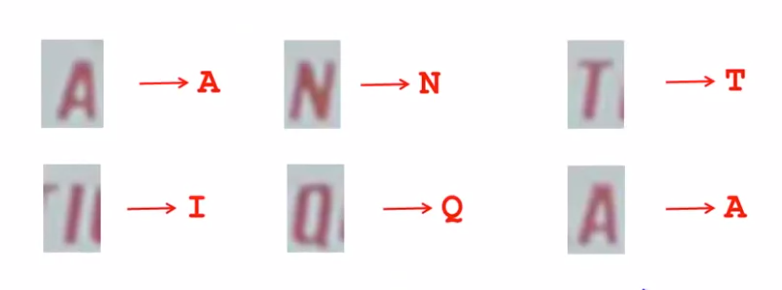 A → A N → N T → T
I → I Q → Q A → A